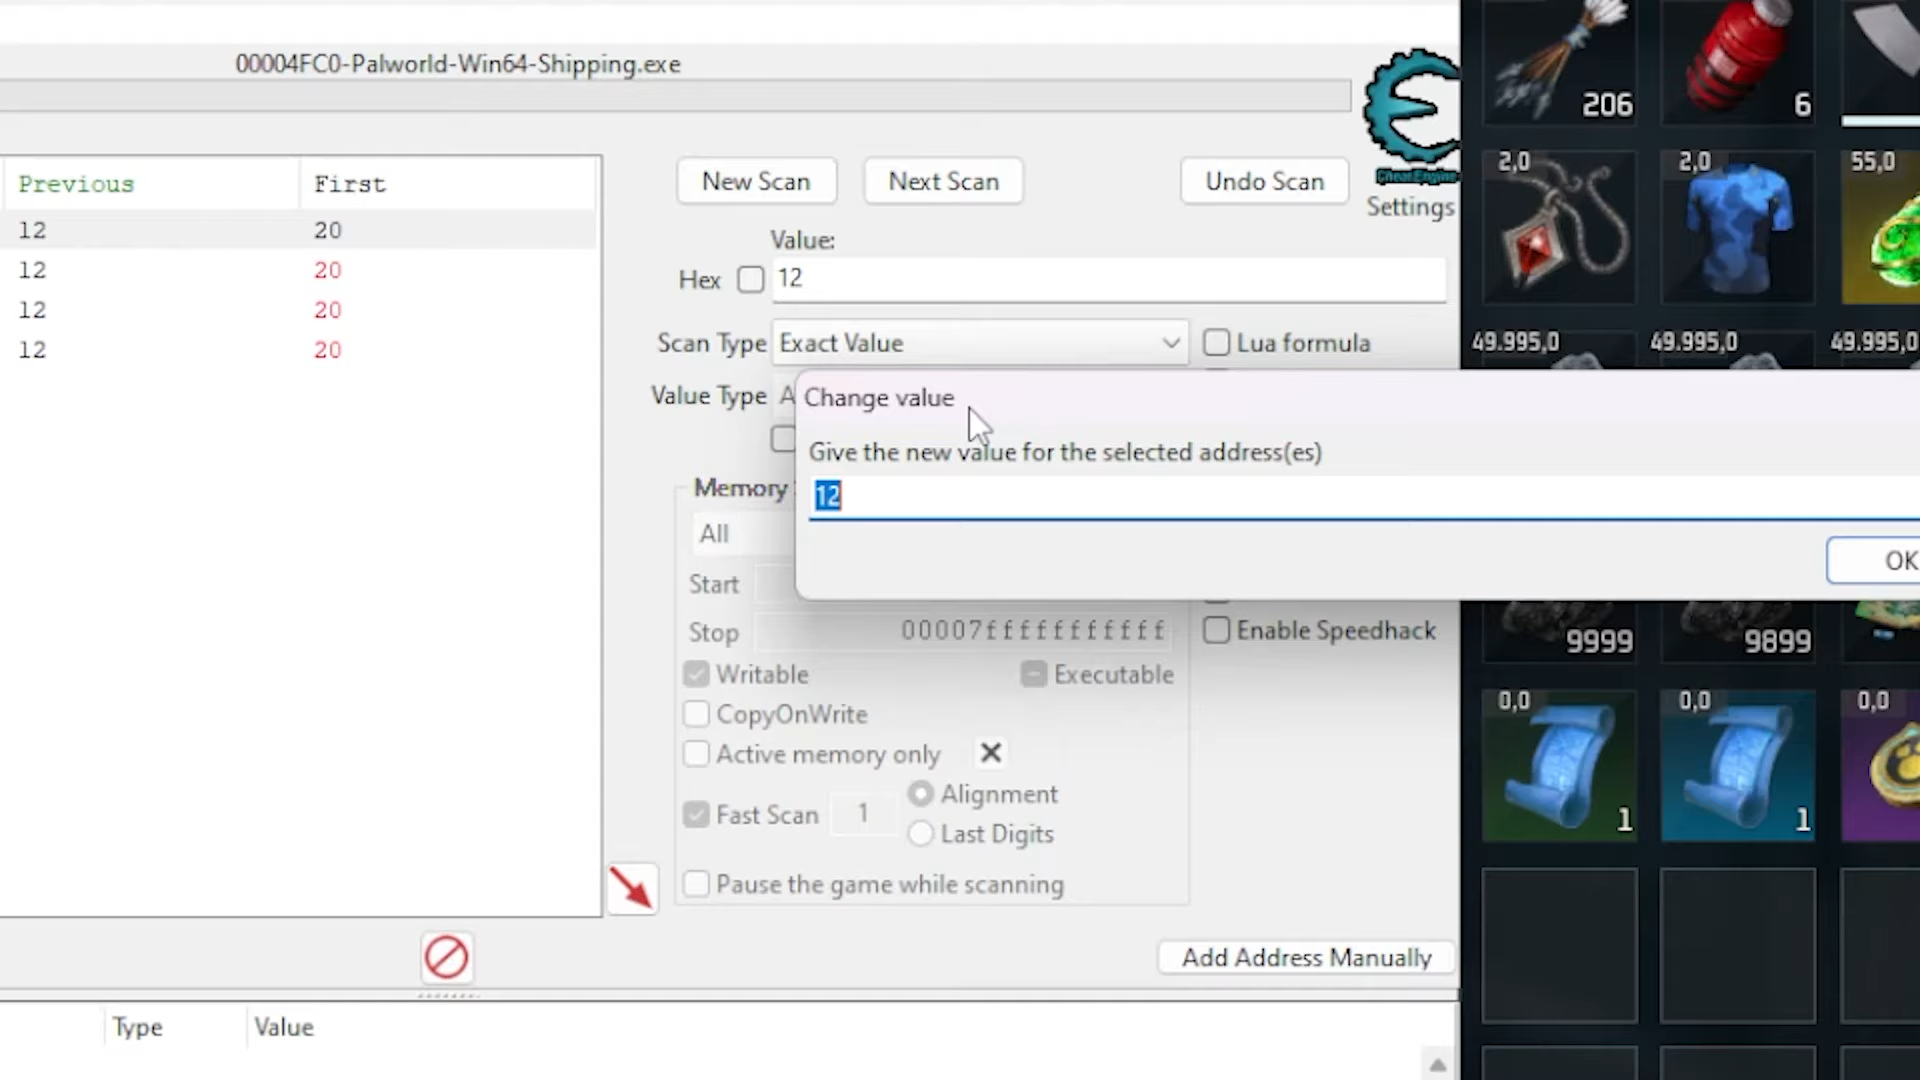 00004FC0-Palworld-Win64-Shipping.exe
206
6
Previous
First
New Scan
Next Scan
Undo Scan
Cheat Engine
Settings
2,0
2,0
55,0
12
20
12
20
12
20
12
20
Value:
Hex
12
Scan Type
Exact Value
Lua formula
49.995,0
49.995,0
49.995,0
Value Type
A
Change value
Give the new value for the selected address(es)
12
OK
Memory
All
Start
Stop
00007fffffffffff
Enable Speedhack
9999
9899
Writable
Executable
CopyOnWrite
0,0
0,0
0,0
Active memory only
Fast Scan
1
Alignment
Last Digits
1
1
Pause the game while scanning
Add Address Manually
Type
Value